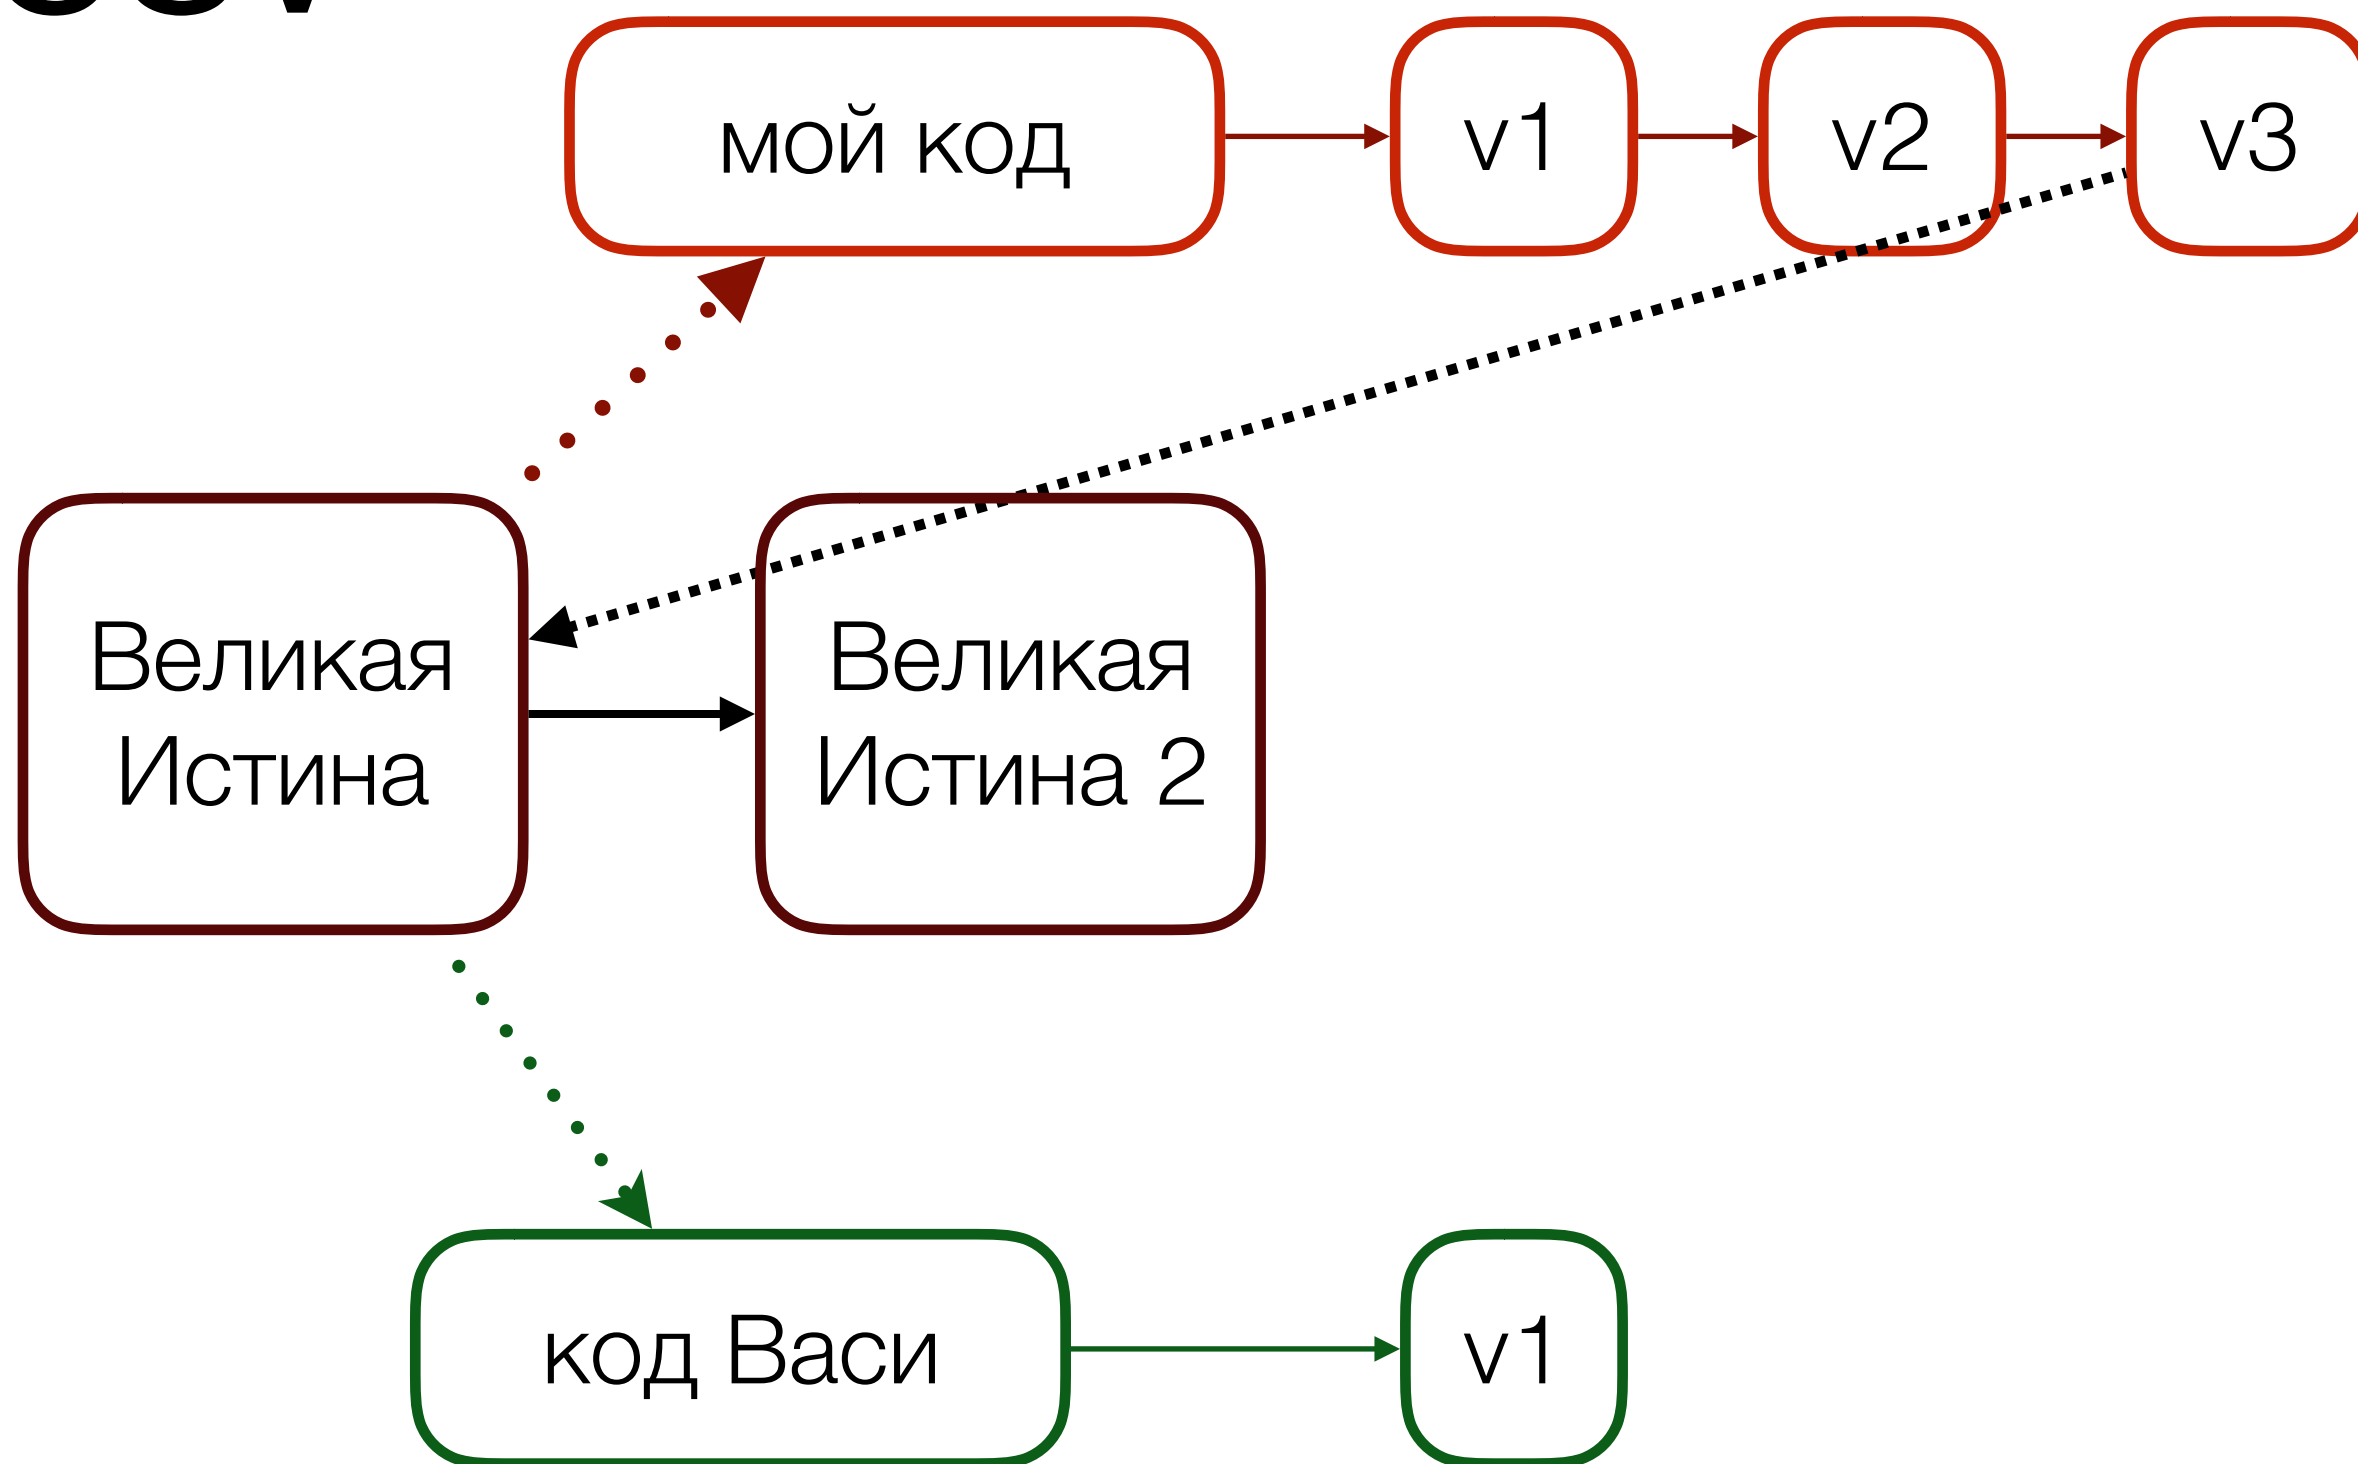 мой код
v1
v2
v3
Великая
Истина
Великая
Истина 2
код Васи
v1